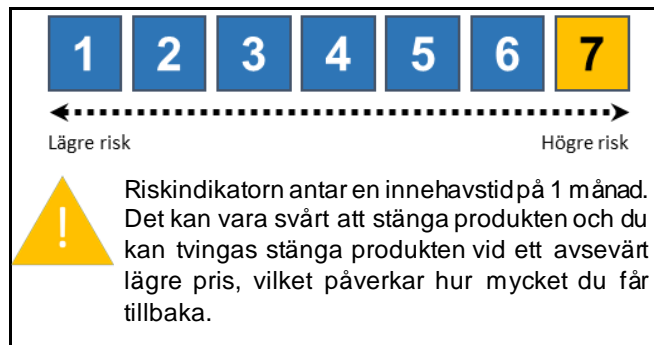 1 2 3 4 5 6 7
Lägre risk Högre risk
!
Riskindikatorn antar en innehavstid på 1 månad.
Det kan vara svårt att stänga produkten och du
kan tvingas stänga produkten vid ett avsevärt
lägre pris, vilket påverkar hur mycket du får
tillbaka.